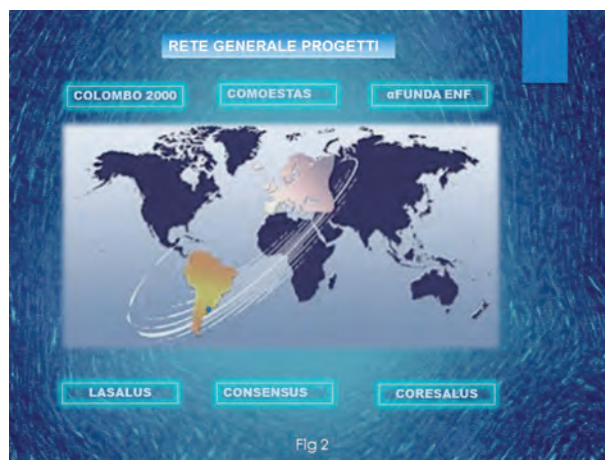 RETE GENERALE PROGETTI
COLOMBO 2000
COMOESTAS
αFUNDA ENF
LASALUS
CONSENSUS
CORESALUS
Fig 2